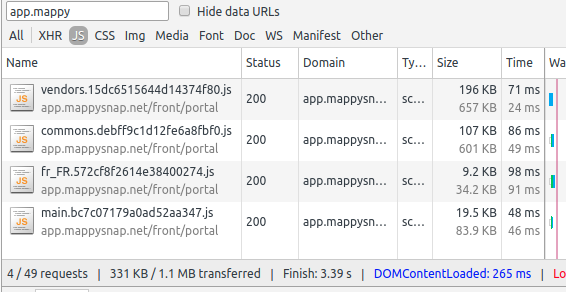 app.mappy
Hide data URLs
All XHR JS CSS Img Media Font Doc WS Manifest Other
Name Status Domain Ty... Size Time Wa
vendors.15dc6515644d14374f80.js 200 app.mappysn... sc... 196 KB 71 ms
app.mappysnap.net/front/portal 657 KB 24 ms
commons.debff9c1d12fe6a8fbf0.js 200 app.mappysn... sc... 107 KB 86 ms
app.mappysnap.net/front/portal 601 KB 49 ms
fr_FR.572cf8f2614e38400274.js 200 app.mappysn... sc... 9.2 KB 98 ms
app.mappysnap.net/front/portal 34.2 KB 91 ms
main.bc7c07179a0ad52aa347.js 200 app.mappysn... sc... 19.5 KB 48 ms
app.mappysnap.net/front/portal 83.9 KB 46 ms
4 / 49 requests | 331 KB / 1.1 MB transferred | Finish: 3.39 s | DOMContentLoaded: 265 ms | Lo